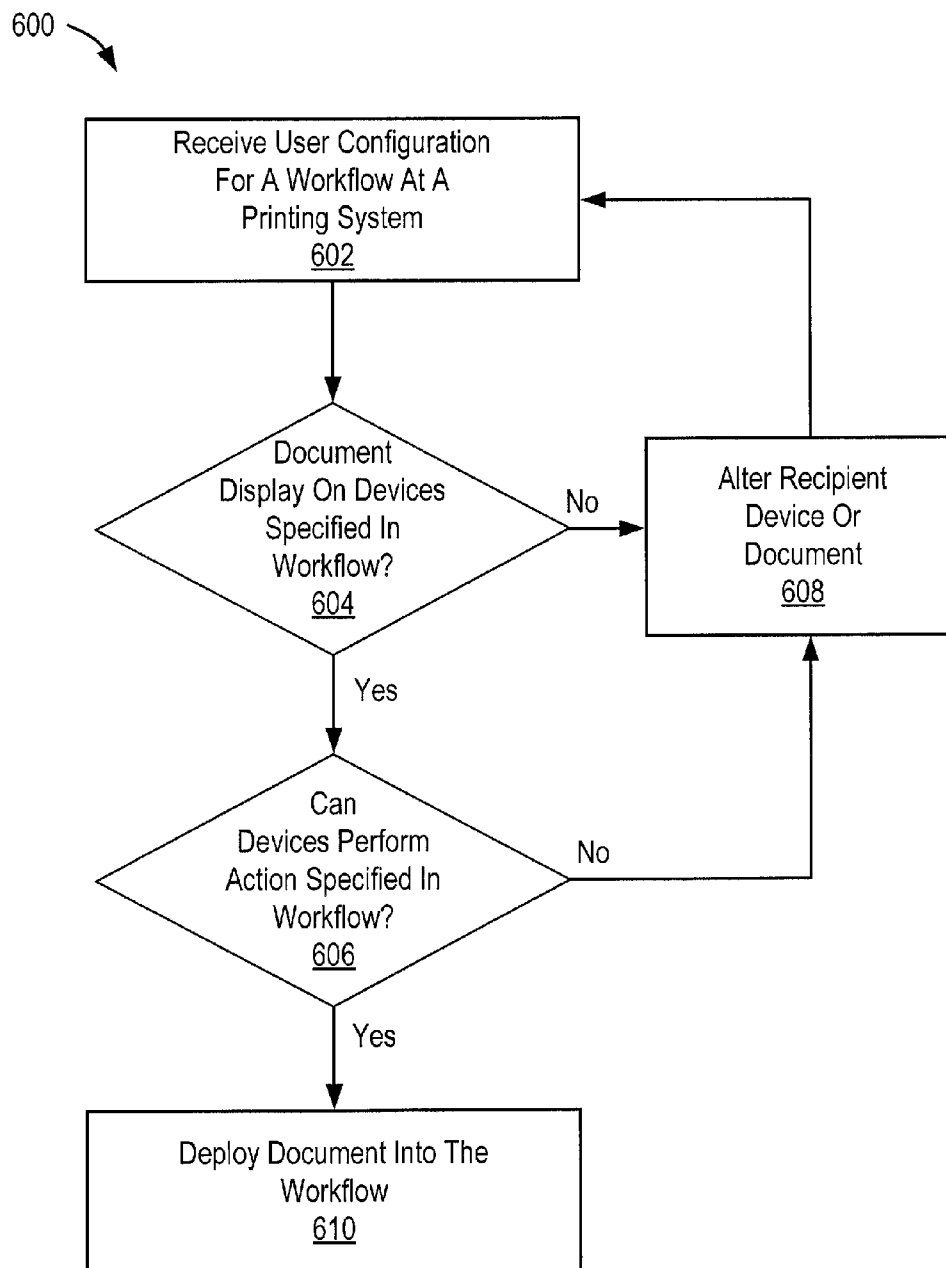 600
Receive User Configuration
For A Workflow At A
Printing System
602
Document
Display On Devices
Specified In
Workflow?
604
No
Alter Recipient
Device Or
Document
608
Yes
Can
Devices Perform
Action Specified In
Workflow?
606
No
Yes
Deploy Document Into The
Workflow
610